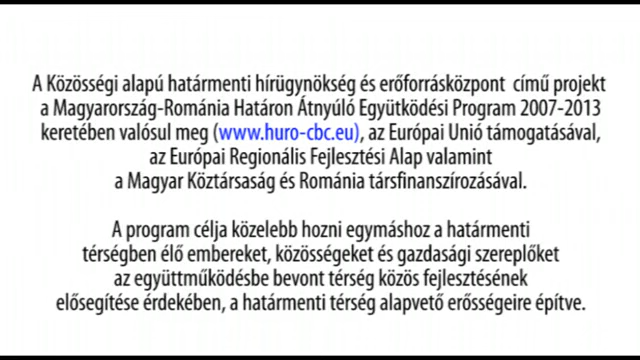 A Közösségi alapú határmenti hírügynökség és erőforrásközpont című projekt
a Magyarország-Románia Határon Átnyúló Együtködési Program 2007-2013
keretében valósul meg (www.huro-cbc.eu), az Európai Unió támogatásával,
az Európai Regionális Fejlesztési Alap valamint
a Magyar Köztársaság és Románia társfinanszírozásával.
A program célja közelebb hozni egymáshoz a határmenti
térségben élő embereket, közösségeket és gazdasági szereplőket
az együttműködésbe bevont térség közös fejlesztésének
elősegítése érdekében, a határmenti térség alapvető erősségeire építve.